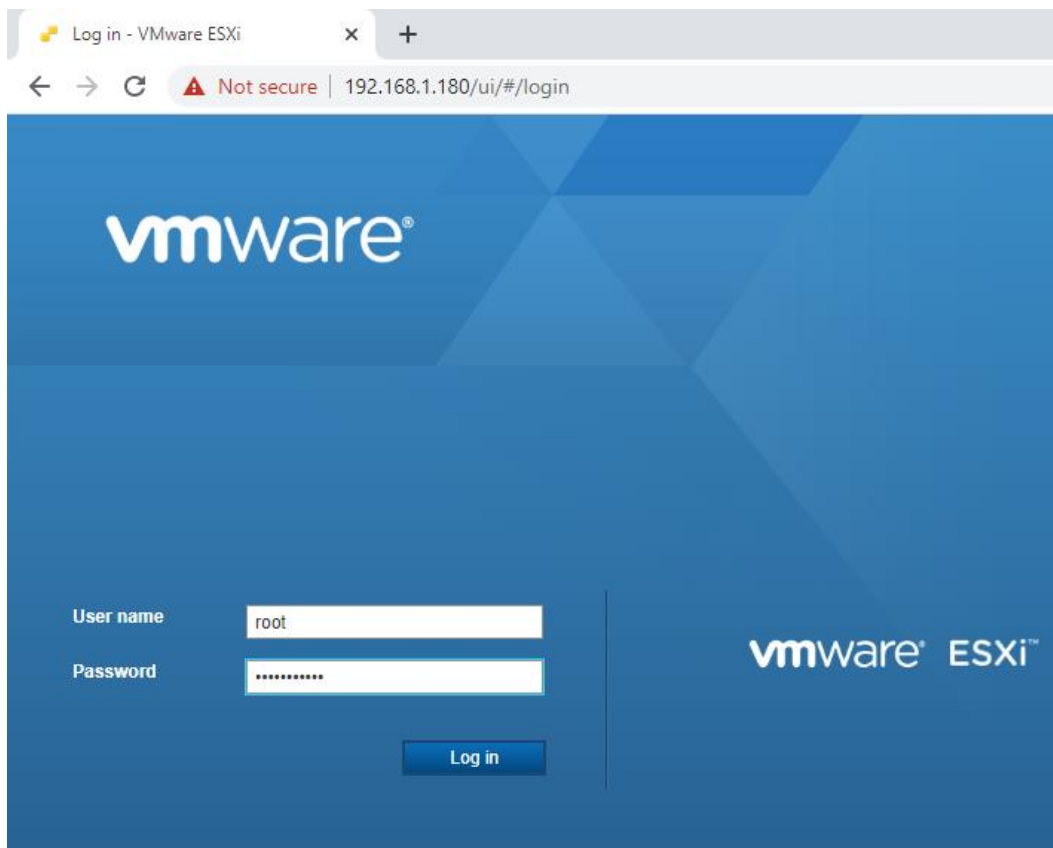 Log in - VMware ESXi
Not secure | 192.168.1.180/ui/#/login
vmware®
User name root
Password •••••••••••
vmware® ESXi™
Log in